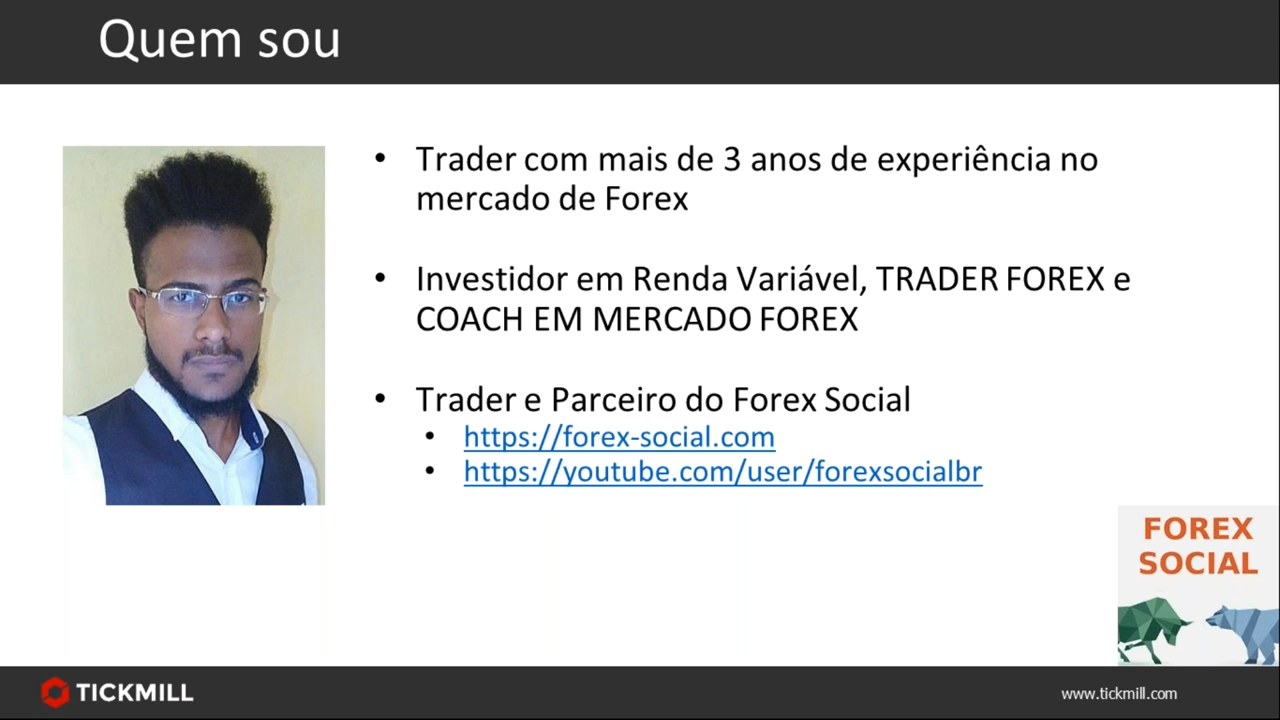 Quem sou
• Trader com mais de 3 anos de experiência no
mercado de Forex
• Investidor em Renda Variável, TRADER FOREX e
COACH EM MERCADO FOREX
• Trader e Parceiro do Forex Social
• https://forex-social.com
• https://youtube.com/user/forexsocialbr
FOREX
SOCIAL
TICKMILL
www.tickmill.com